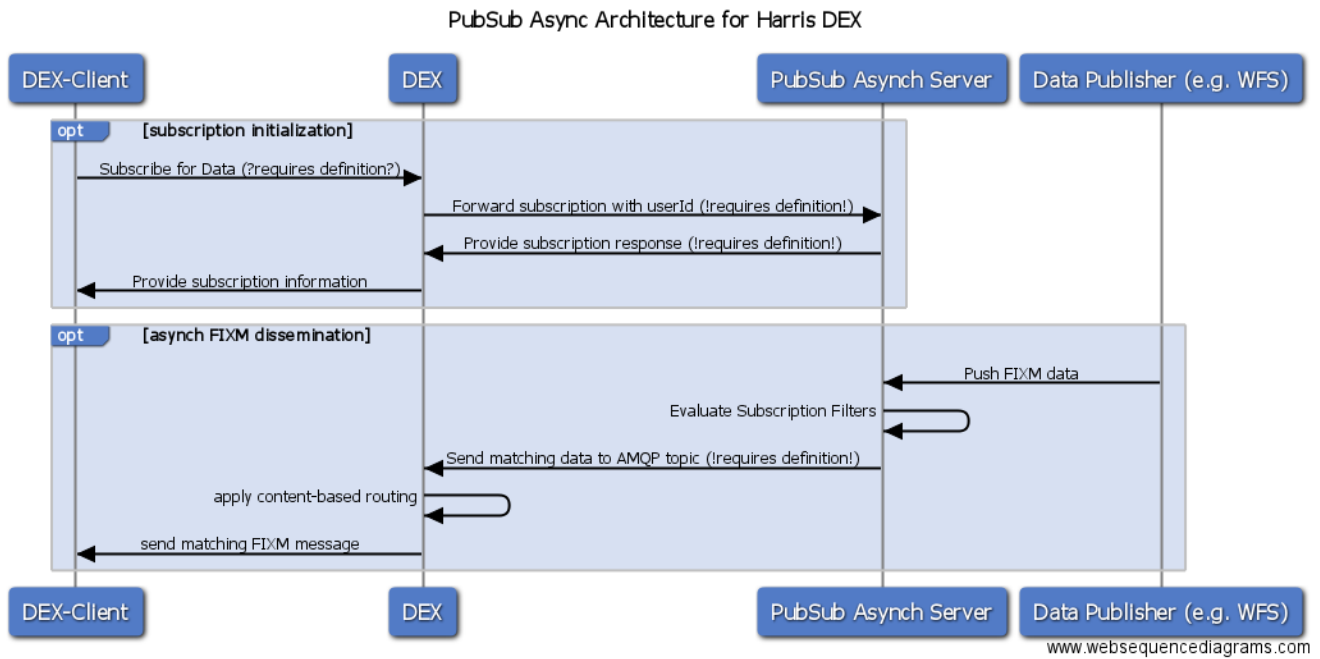 PubSub Async Architecture for Harris DEX
DEX-Client
DEX
PubSub Asynch Server
Data Publisher (e.g. WFS)
opt
[subscription initialization]
Subscribe for Data (?requires definition?)
Forward subscription with userId (!requires definition!)
Provide subscription response (!requires definition!)
Provide subscription information
opt
[asynch FIXM dissemination]
Push FIXM data
Evaluate Subscription Filters
Send matching data to AMQP topic (!requires definition!)
apply content-based routing
send matching FIXM message
DEX-Client
DEX
PubSub Asynch Server
Data Publisher (e.g. WFS)
www.websequencediagrams.com